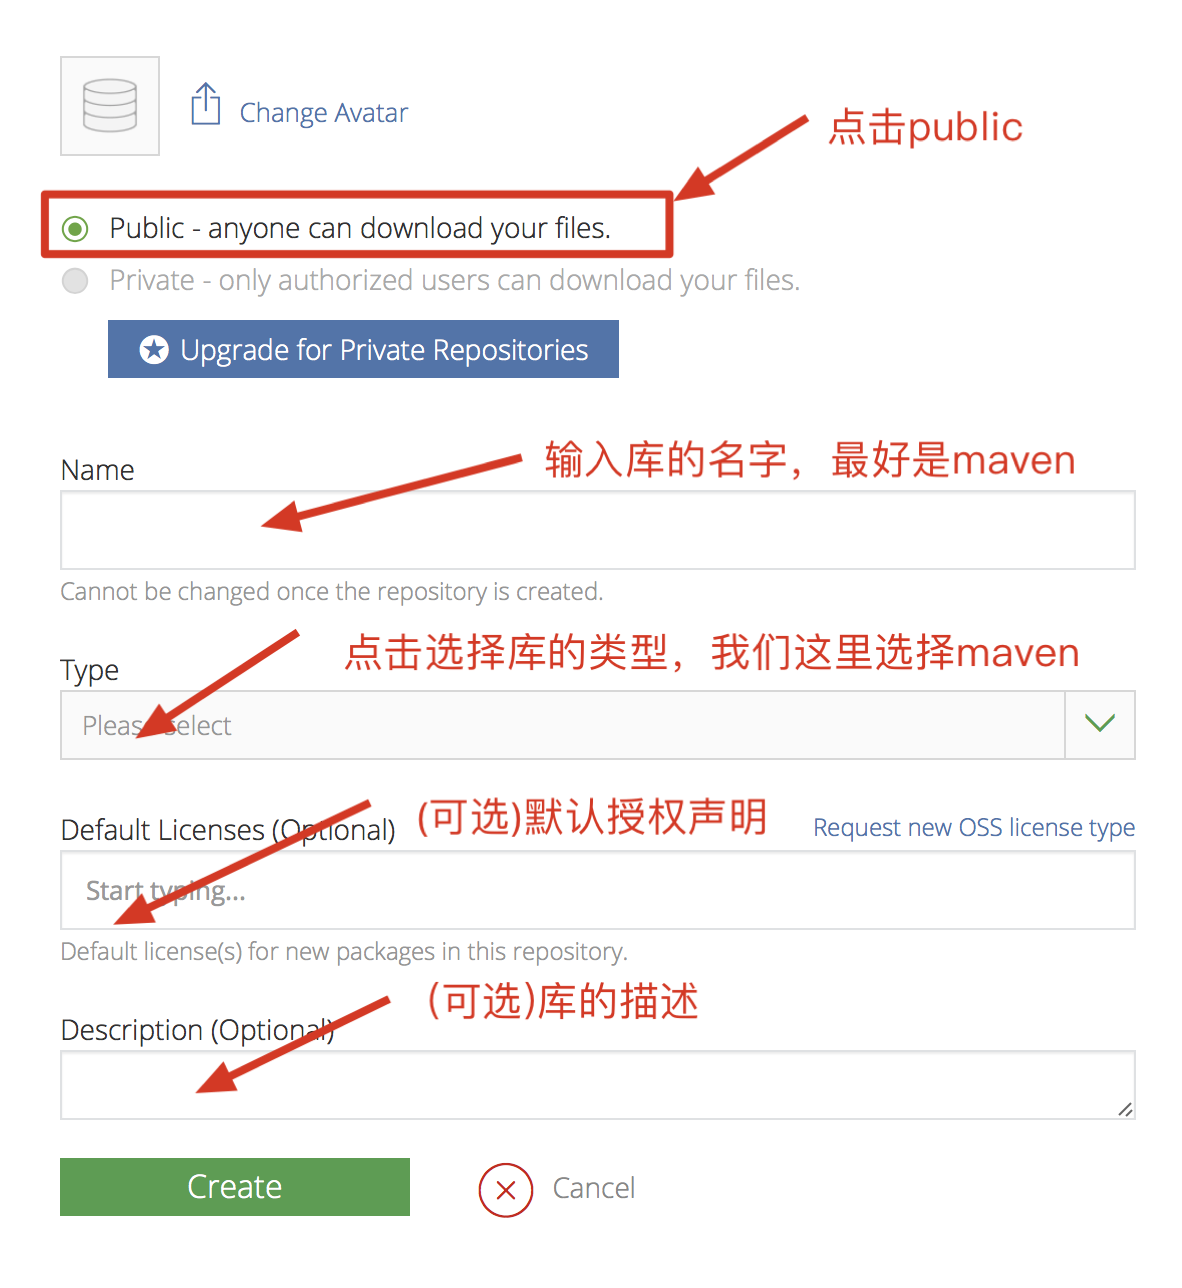 Change Avatar
点击public
Public - anyone can download your files.
Private - only authorized users can download your files.
Upgrade for Private Repositories
输入库的名字，最好是maven
Name
Cannot be changed once the repository is created.
点击选择库的类型，我们这里选择maven
Type
Please select
(可选)默认授权声明
Default Licenses (Optional)
Request new OSS license type
Start typing...
Default license(s) for new packages in this repository.
(可选)库的描述
Description (Optional)
Create
Cancel